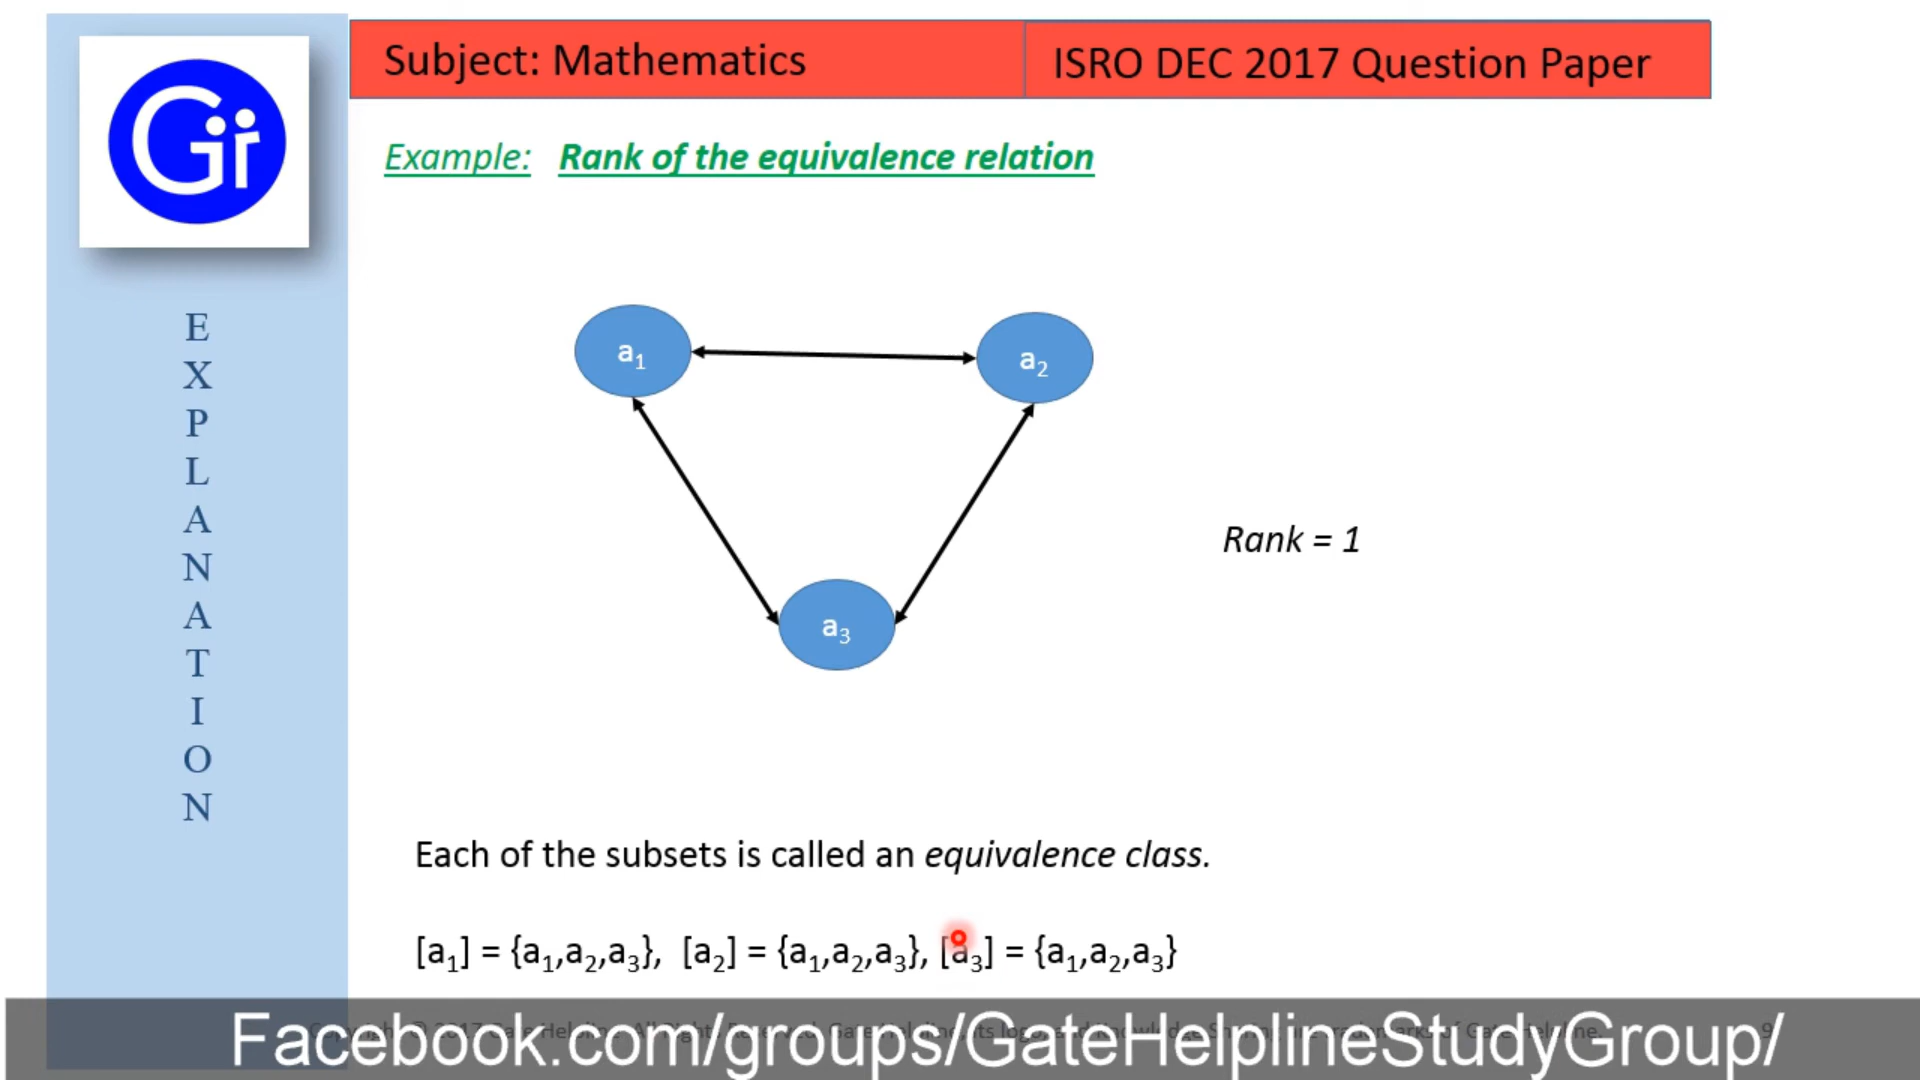 Subject: Mathematics
ISRO DEC 2017 Question Paper
Gi
Example: Rank of the equivalence relation
E
X
P
L
A
N
A
T
I
O
N
a1
a2
a3
Rank = 1
Each of the subsets is called an equivalence class.
[a1] = {a1,a2,a3}, [a2] = {a1,a2,a3}, [a3] = {a1,a2,a3}
Facebook.com/groups/GateHelplineStudyGroup/
9